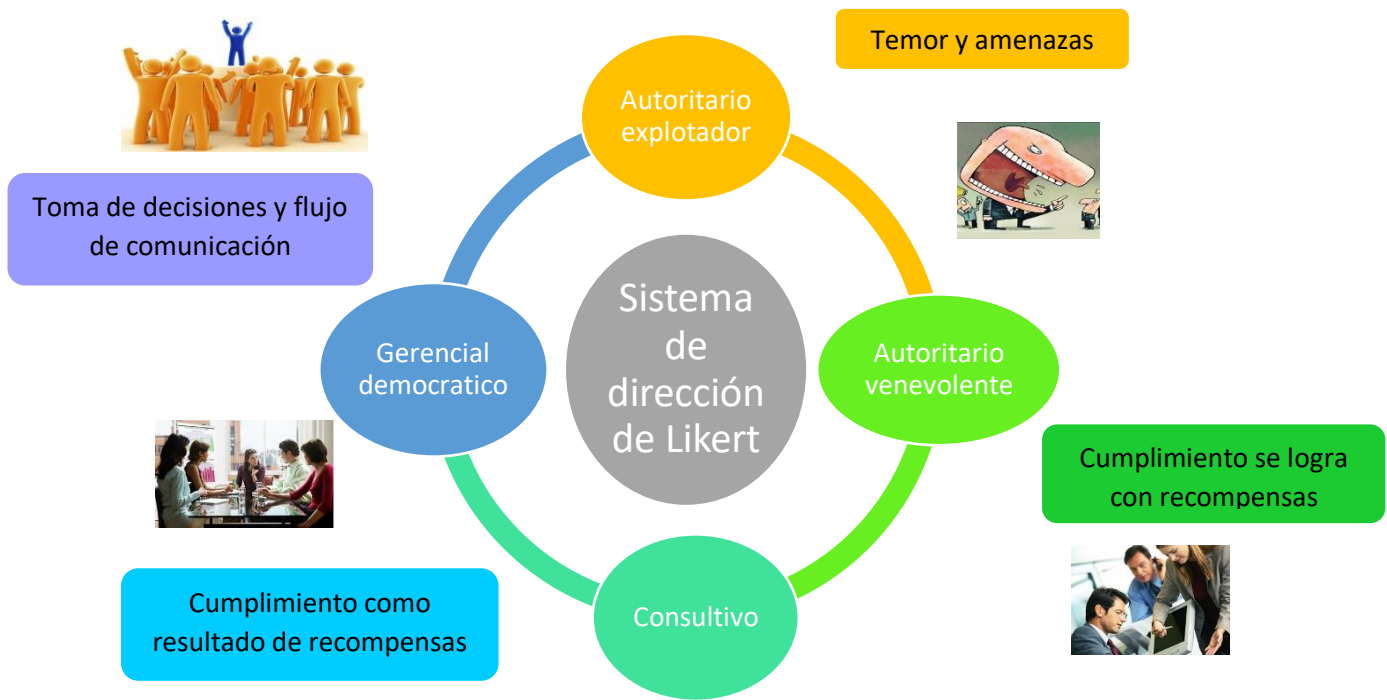 Temor y amenazas
Autoritario
explotador
Toma de decisiones y flujo
de comunicación
Sistema
de
dirección
de Likert
Gerencial
democratico
Autoritario
venevolente
Cumplimiento se logra
con recompensas
Cumplimiento como
resultado de recompensas
Consultivo